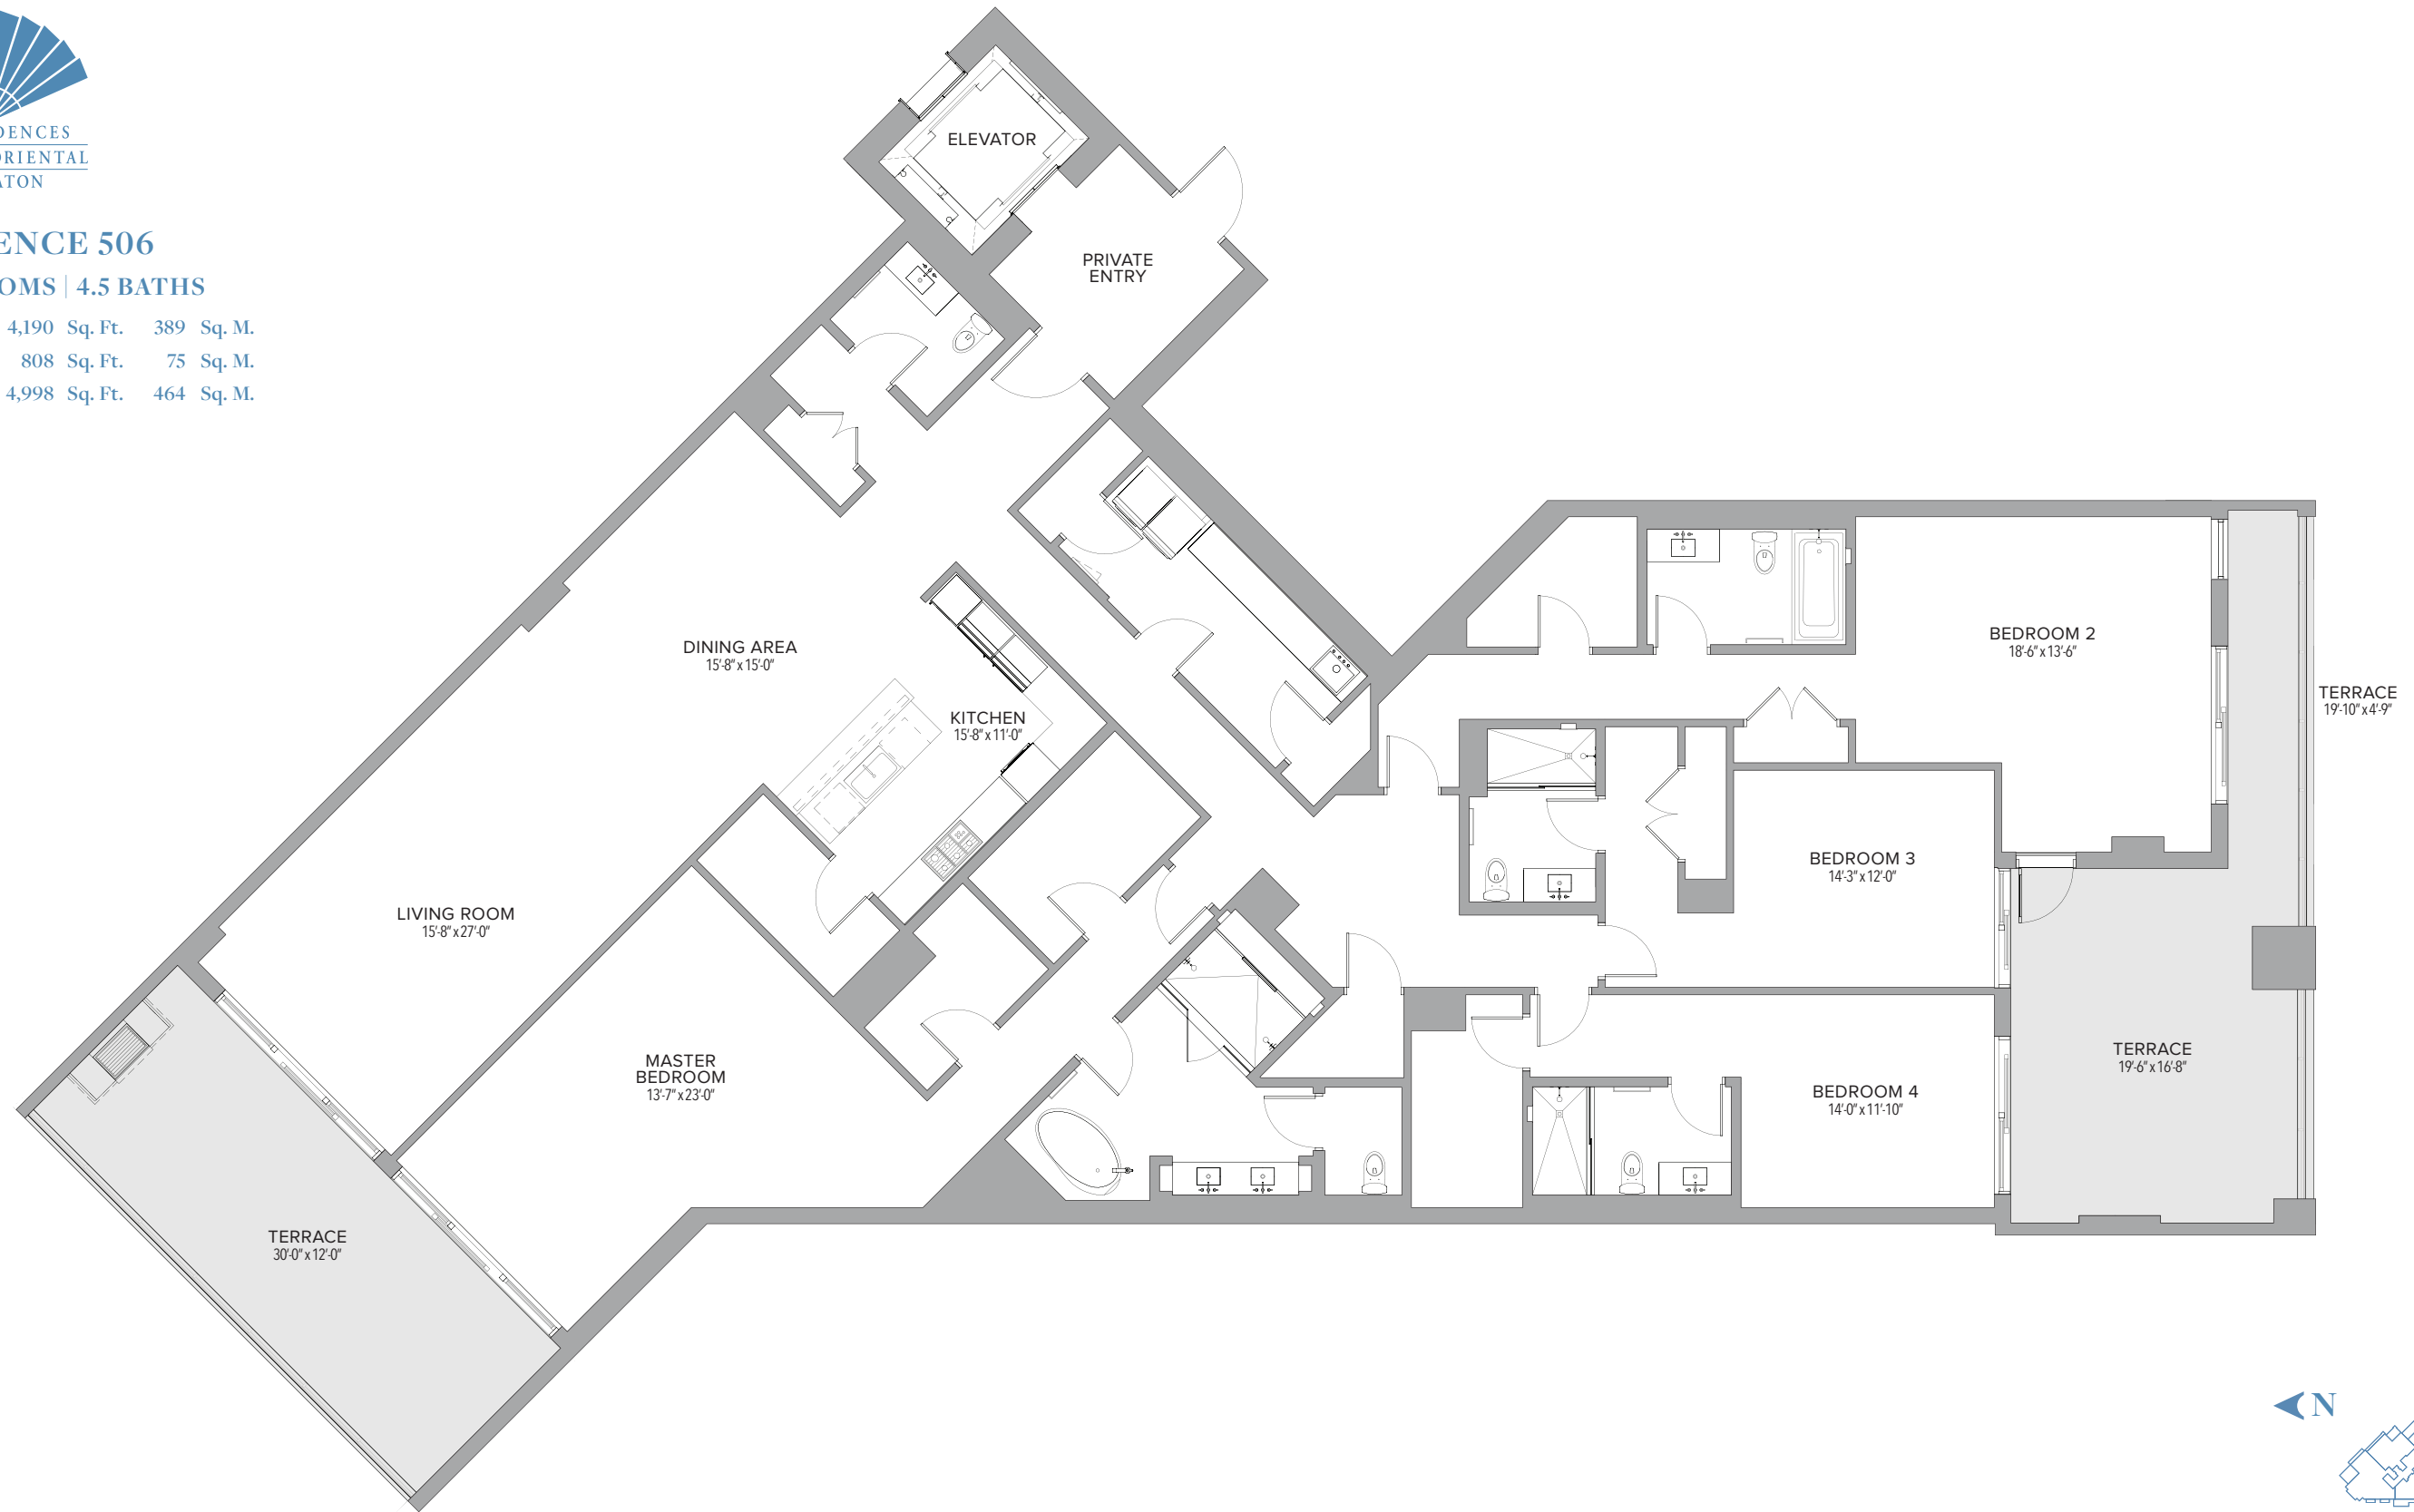 DENCES
ORIENTAL
ATON
ENCE 506
OMS | 4.5 BATHS
4,190 Sq. Ft. 389 Sq. M.
808 Sq. Ft. 75 Sq. M.
4,998 Sq. Ft. 464 Sq. M.
ELEVATOR
PRIVATE
ENTRY
DINING AREA
15'-8" x 15'-0"
KITCHEN
15'-8" x 11'-0"
LIVING ROOM
15'-8" x 27'-0"
MASTER
BEDROOM
13'-7" x 23'-0"
TERRACE
30'-0" x 12'-0"
BEDROOM 2
18'-6" x 13'-6"
TERRACE
19'-10" x 4'-9"
BEDROOM 3
14'-3" x 12'-0"
TERRACE
19'-6" x 16'-8"
BEDROOM 4
14'-0" x 11'-10"
N